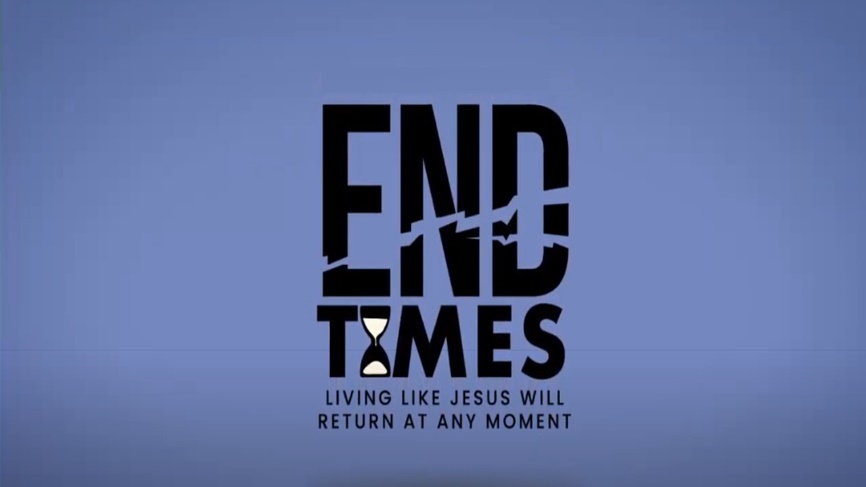 END
TIMES
LIVING LIKE JESUS WILL
RETURN AT ANY MOMENT